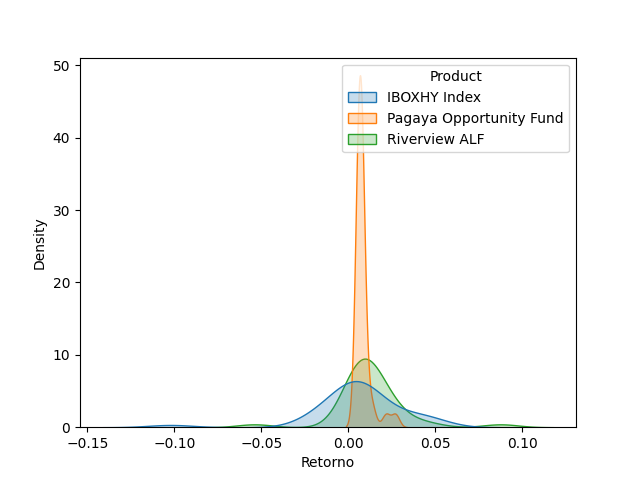 Product
IBOXHY Index
Pagaya Opportunity Fund
Riverview ALF
50
40
30
20
10
0
Density
−0.15 −0.10 −0.05 0.00 0.05 0.10
Retorno